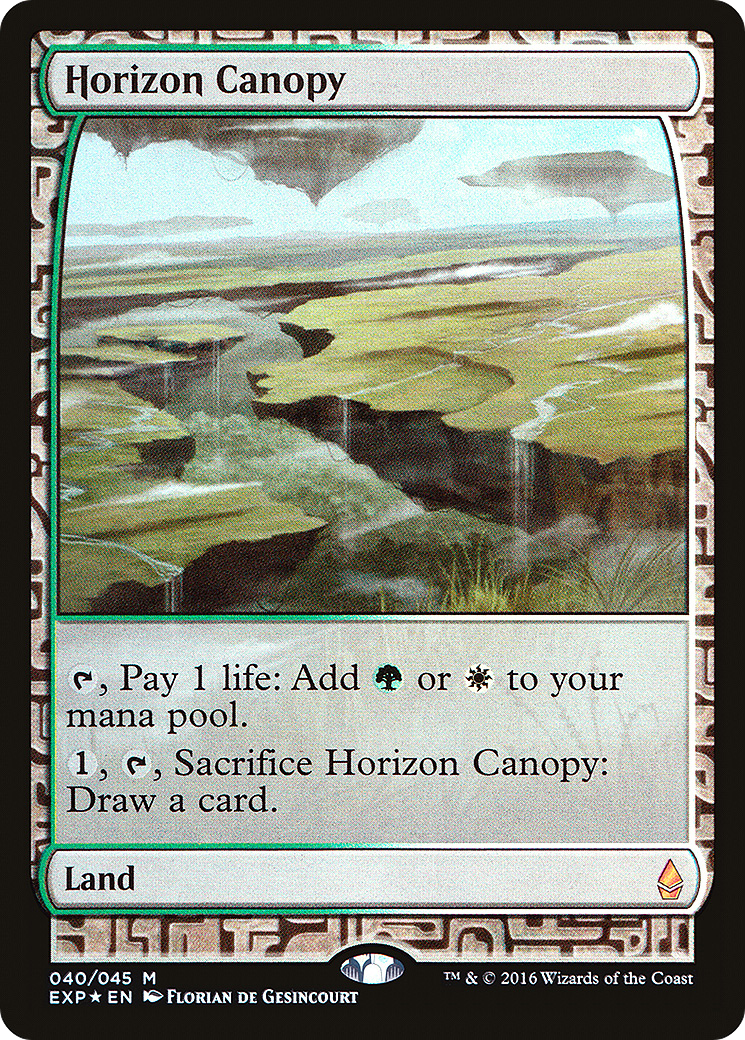 Horizon Canopy
, Pay 1 life: Add or to your
mana pool.
1, , Sacrifice Horizon Canopy:
Draw a card.
Land
040/045 M
EXP★EN Florian de Gesincourt
™ & © 2016 Wizards of the Coast